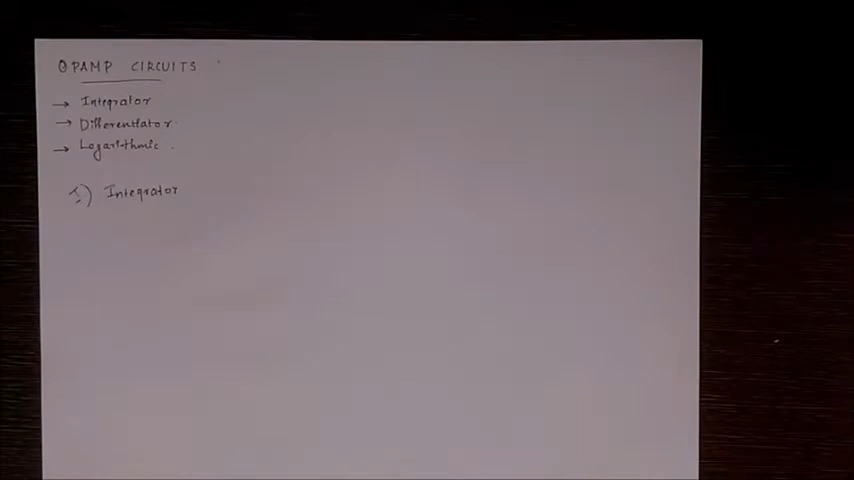 OPAMP CIRCUITS
→ Integrator
→ Differentiator
→ Logarithmic
I) Integrator